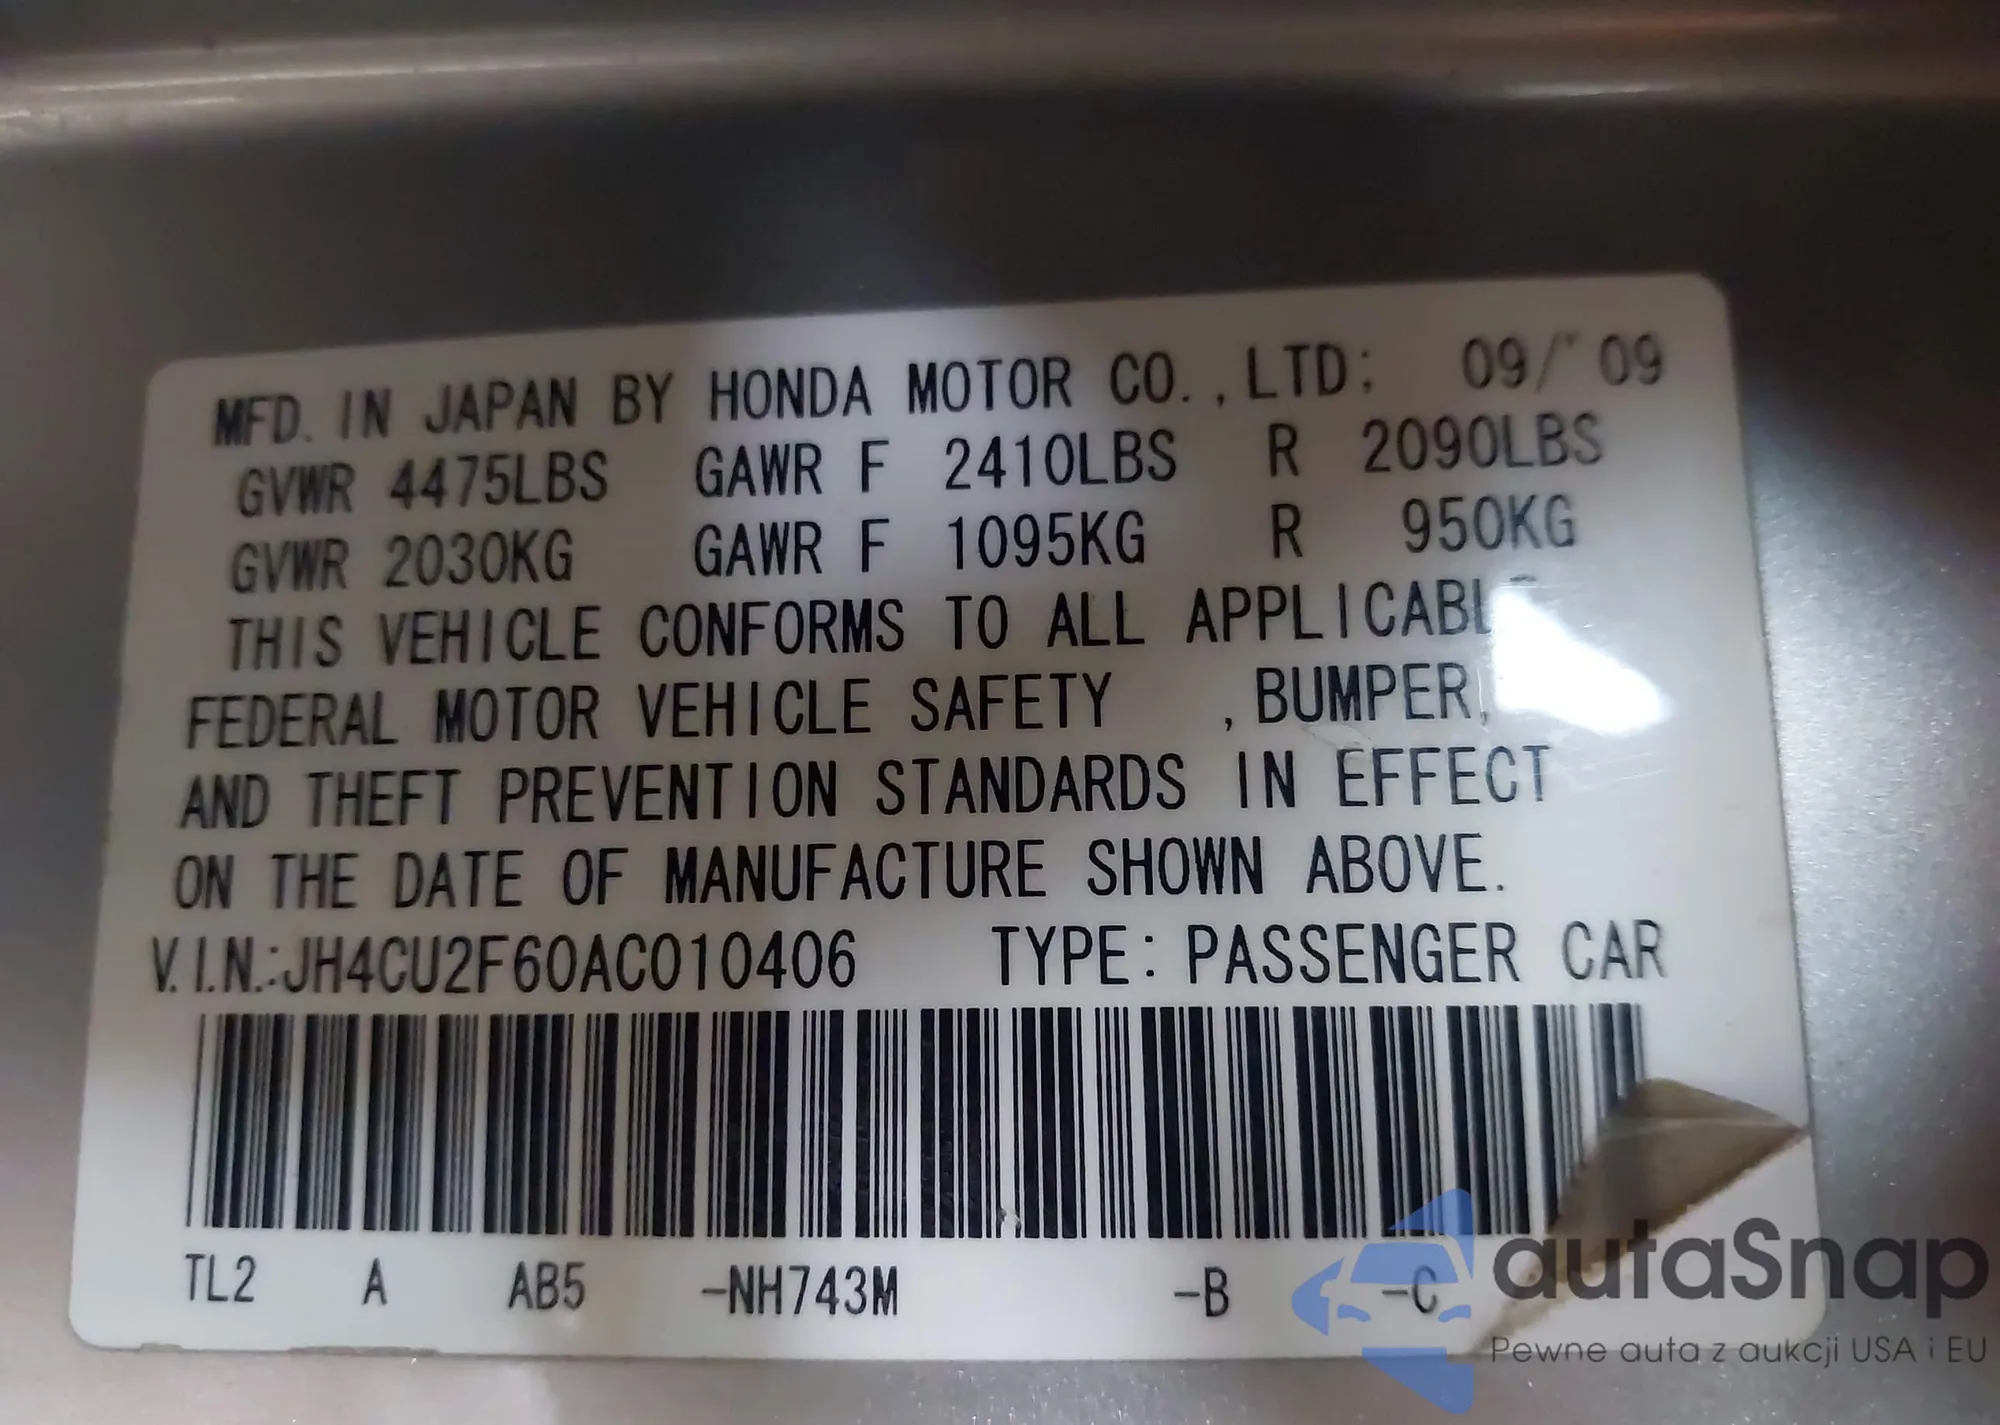 MFD. IN JAPAN BY HONDA MOTOR CO.,LTD; 09/'09
GVWR 4475LBS GAWR F 2410LBS R 2090LBS
GVWR 2030KG GAWR F 1095KG R 950KG
THIS VEHICLE CONFORMS TO ALL APPLICABLE
FEDERAL MOTOR VEHICLE SAFETY ,BUMPER,
AND THEFT PREVENTION STANDARDS IN EFFECT
ON THE DATE OF MANUFACTURE SHOWN ABOVE.
V.I.N.:JH4CU2F60AC010406 TYPE: PASSENGER CAR
TL2 A AB5 -NH743M -B -C
autaSnap
Pewne auta z aukcji USA i EU